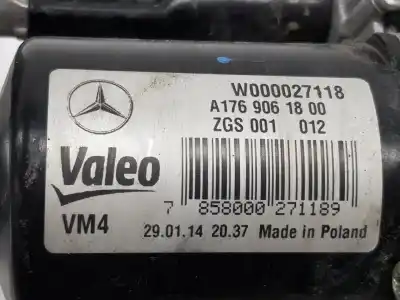 W000027118
A176 906 18 00
ZGS 001 012
Valeo
7 858000 271189
VM4
29.01.14 20.37 Made in Poland